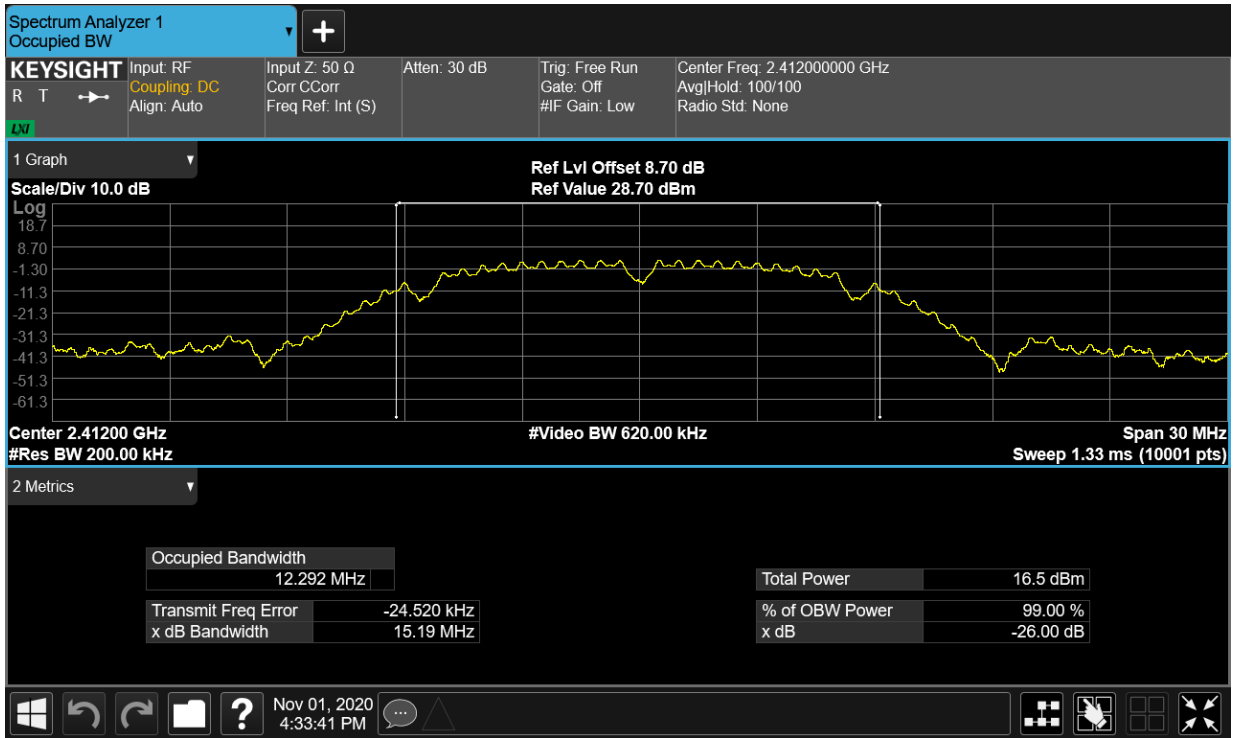 Spectrum Analyzer 1
Occupied BW
KEYSIGHT
R T
LXI
Input: RF
Coupling: DC
Align: Auto
Input Z: 50 Ω
Corr CCorr
Freq Ref: Int (S)
Atten: 30 dB
Trig: Free Run
Gate: Off
#IF Gain: Low
Center Freq: 2.412000000 GHz
Avg|Hold: 100/100
Radio Std: None
1 Graph
Scale/Div 10.0 dB
Ref Lvl Offset 8.70 dB
Ref Value 28.70 dBm
Log
18.7
8.70
-1.30
-11.3
-21.3
-31.3
-41.3
-51.3
-61.3
Center 2.41200 GHz
#Res BW 200.00 kHz
#Video BW 620.00 kHz
Span 30 MHz
Sweep 1.33 ms (10001 pts)
2 Metrics
Occupied Bandwidth
12.292 MHz
Transmit Freq Error -24.520 kHz
x dB Bandwidth 15.19 MHz
Total Power 16.5 dBm
% of OBW Power 99.00 %
x dB -26.00 dB
?
Nov 01, 2020
4:33:41 PM